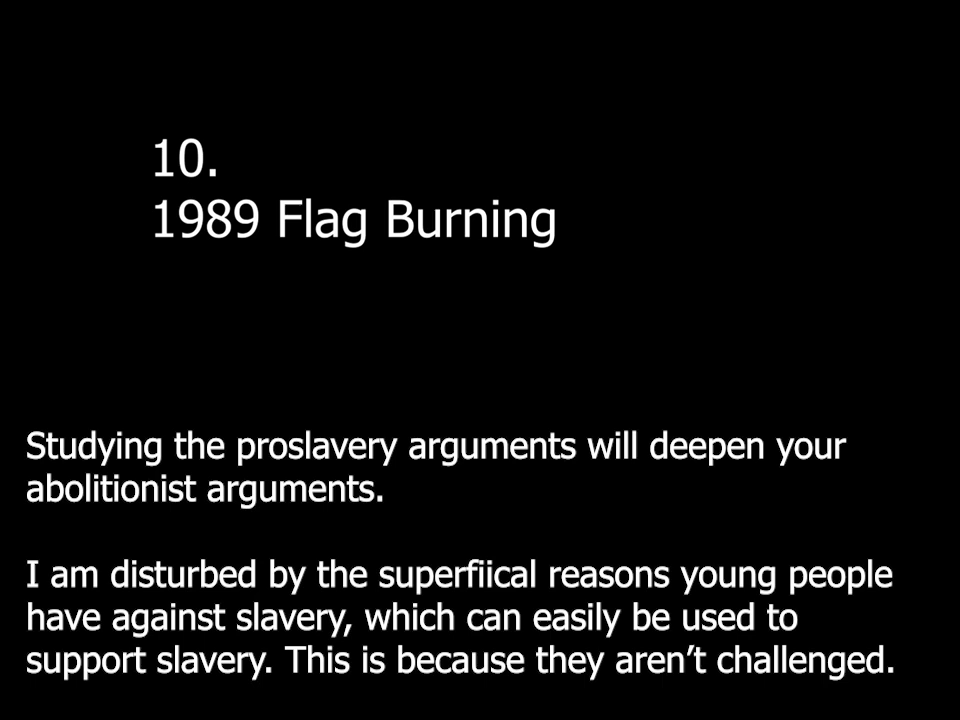 10.
1989 Flag Burning
Studying the proslavery arguments will deepen your
abolitionist arguments.
I am disturbed by the superfiical reasons young people
have against slavery, which can easily be used to
support slavery. This is because they aren’t challenged.